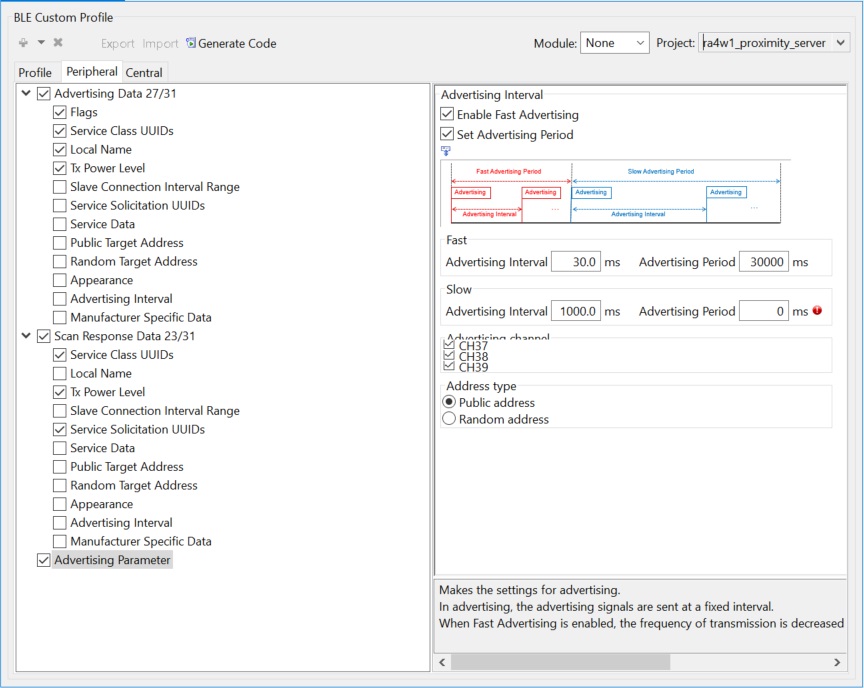 BLE Custom Profile
Export Import Generate Code Module: None Project: ra4w1_proximity_server
Profile Peripheral Central
Advertising Data 27/31
Flags
Service Class UUIDs
Local Name
Tx Power Level
Slave Connection Interval Range
Service Solicitation UUIDs
Service Data
Public Target Address
Random Target Address
Appearance
Advertising Interval
Manufacturer Specific Data
Scan Response Data 23/31
Service Class UUIDs
Local Name
Tx Power Level
Slave Connection Interval Range
Service Solicitation UUIDs
Service Data
Public Target Address
Random Target Address
Appearance
Advertising Interval
Manufacturer Specific Data
Advertising Parameter
Advertising Interval
Enable Fast Advertising
Set Advertising Period
Fast Advertising Period Slow Advertising Period
Advertising Advertising Advertising Advertising
Advertising Interval ... Advertising Interval ...
Fast
Advertising Interval 30.0 ms Advertising Period 30000 ms
Slow
Advertising Interval 1000.0 ms Advertising Period 0 ms
Advertising channel
CH37
CH38
CH39
Address type
Public address
Random address
Makes the settings for advertising.
In advertising, the advertising signals are sent at a fixed interval.
When Fast Advertising is enabled, the frequency of transmission is decreased